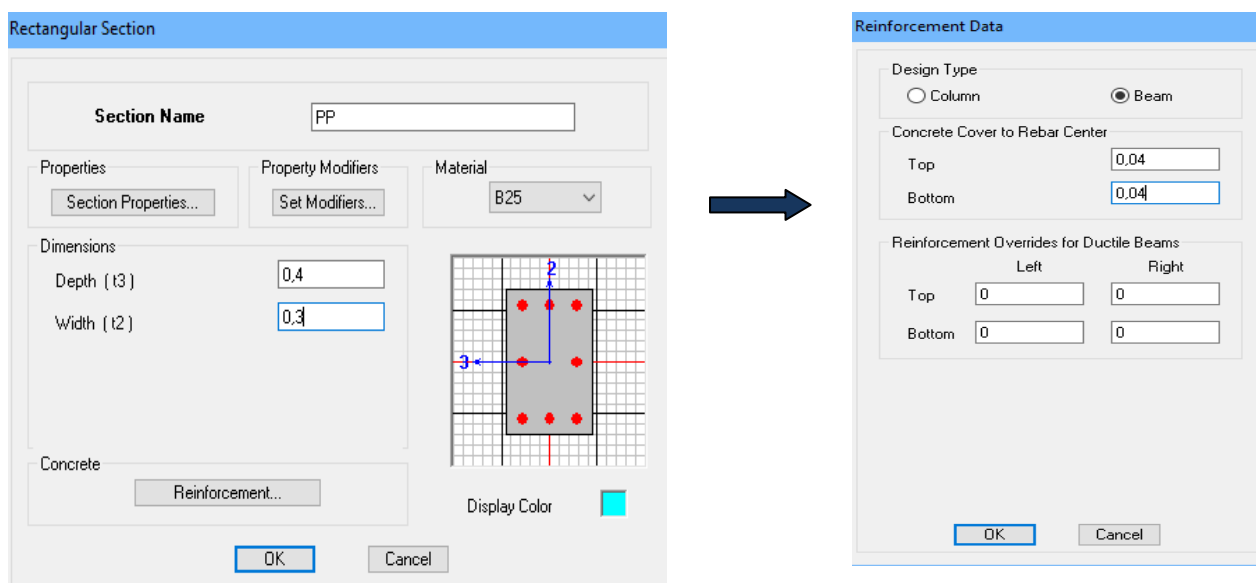 Rectangular Section
Section Name PP
Properties
Section Properties...
Property Modifiers
Set Modifiers...
Material
B25
Dimensions
Depth ( t3 ) 0,4
Width ( t2 ) 0,3
2
3
Concrete
Reinforcement...
Display Color
OK Cancel
Reinforcement Data
Design Type
Column Beam
Concrete Cover to Rebar Center
Top 0,04
Bottom 0,04
Reinforcement Overrides for Ductile Beams
Left Right
Top 0 0
Bottom 0 0
OK Cancel